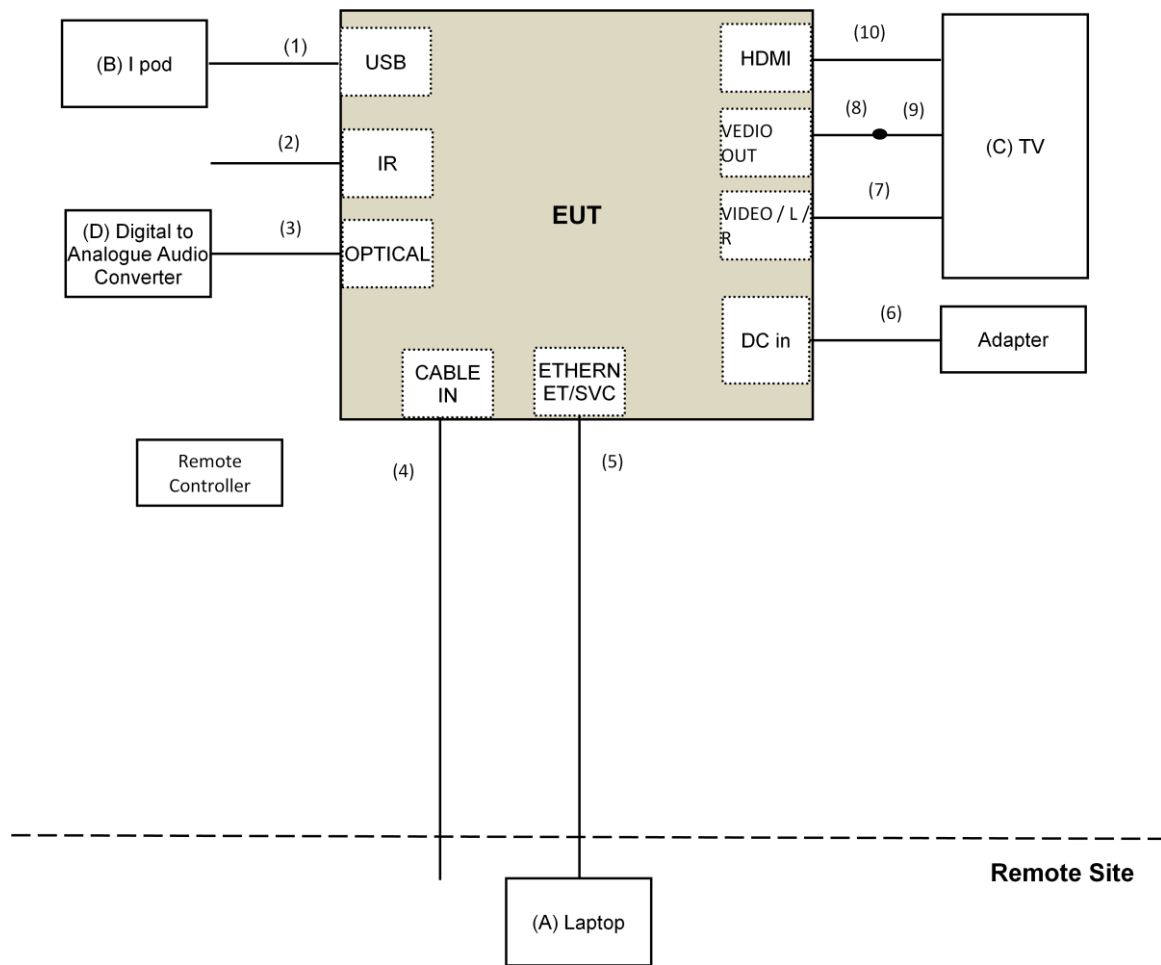 (B) I pod
(1)
USB
HDMI
(10)
(2)
IR
VEDIO
OUT
(8)
(9)
(C) TV
EUT
(D) Digital to
Analogue Audio
Converter
(3)
OPTICAL
VIDEO / L /
R
(7)
DC in
(6)
Adapter
CABLE
IN
ETHERN
ET/SVC
Remote
Controller
(4)
(5)
Remote Site
(A) Laptop